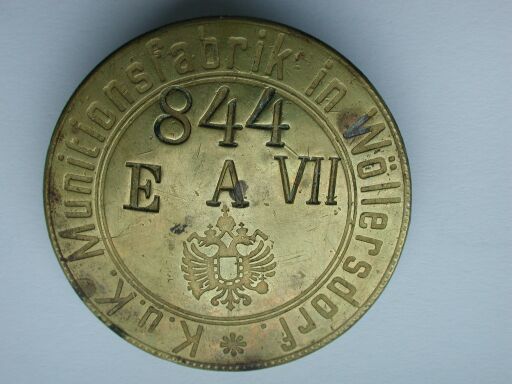 K.u.K. Munitionsfabrik in Wöllersdorf.
844
E A VII